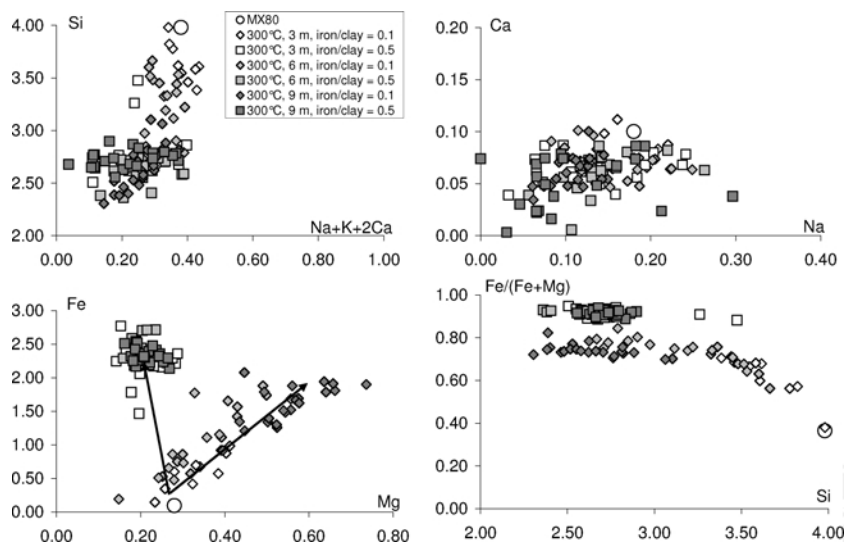 Si
4.00
3.50
3.00
2.50
2.00
0.00 0.20 0.40 0.60 0.80 1.00
Na+K+2Ca
MX80
300°C, 3 m, iron/clay = 0.1
300°C, 3 m, iron/clay = 0.5
300°C, 6 m, iron/clay = 0.1
300°C, 6 m, iron/clay = 0.5
300°C, 9 m, iron/clay = 0.1
300°C, 9 m, iron/clay = 0.5
Ca
0.20
0.15
0.10
0.05
0.00
0.00 0.10 0.20 0.30 0.40
Na
Fe
3.00
2.50
2.00
1.50
1.00
0.50
0.00
0.00 0.20 0.40 0.60 0.80
Mg
Fe/(Fe+Mg)
1.00
0.80
0.60
0.40
0.20
0.00
2.00 2.50 3.00 3.50 4.00
Si